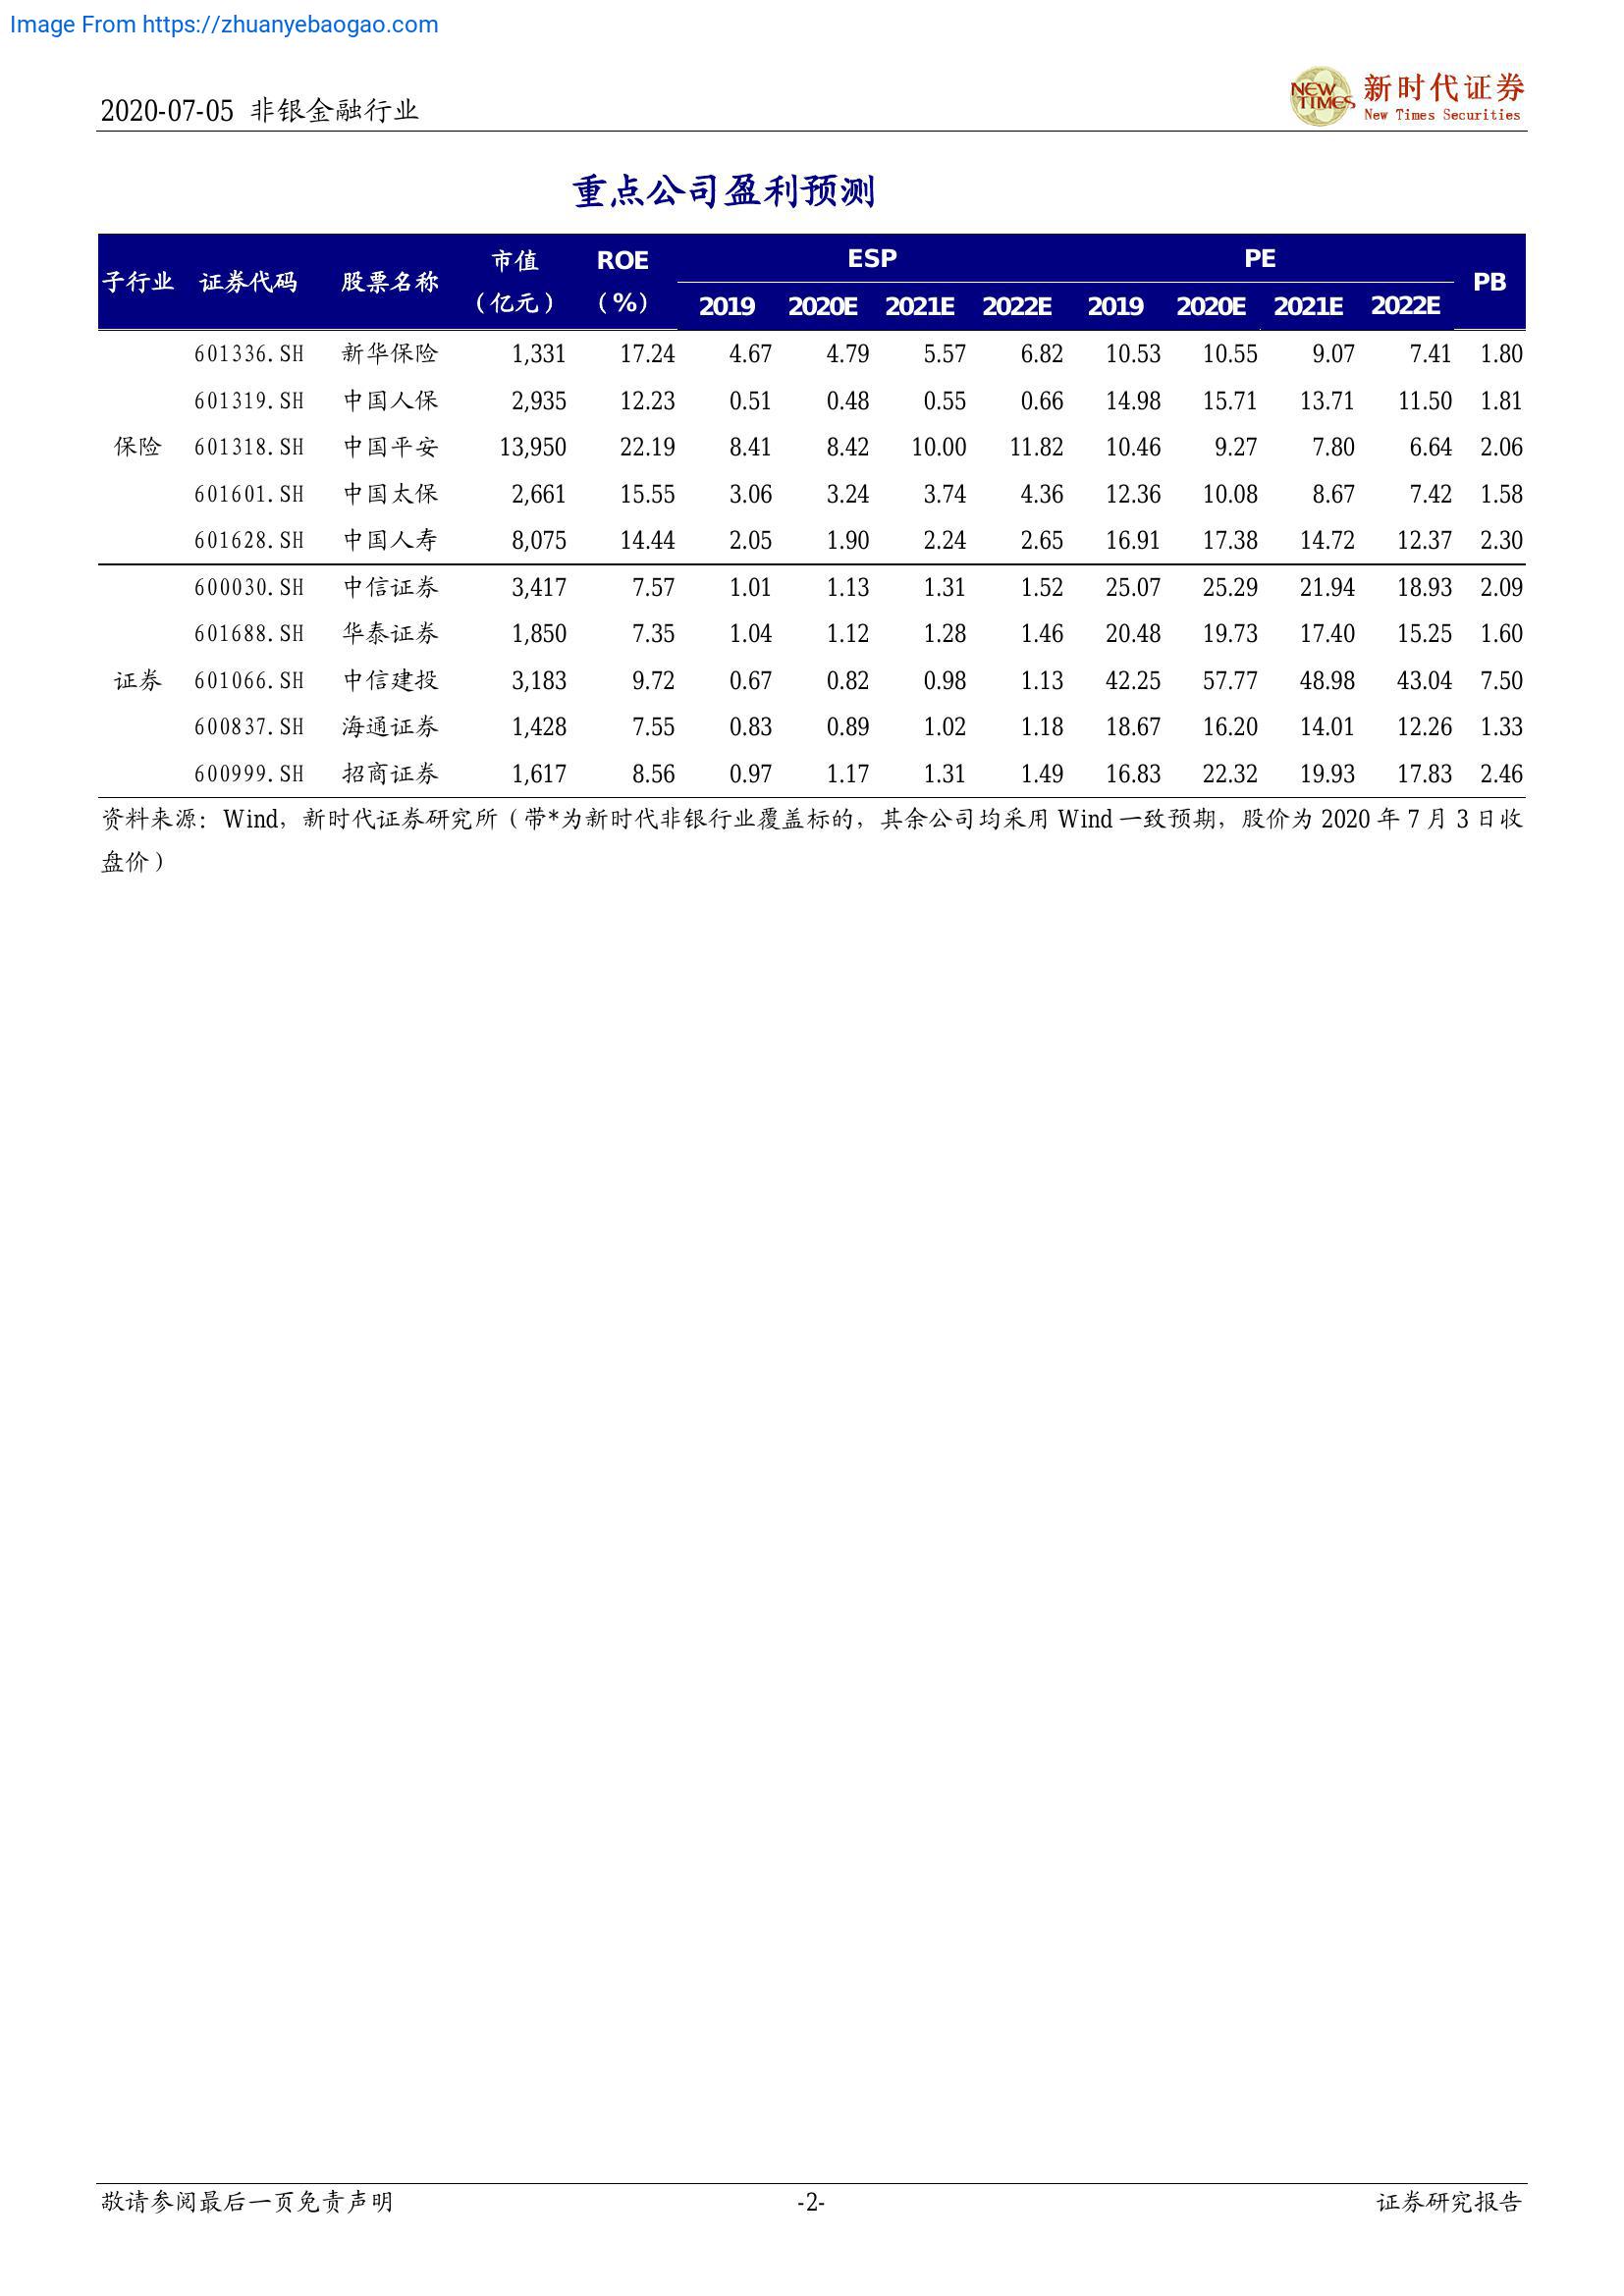 Image From https://zhuanyebaogao.com
2020-07-05 非银金融行业
NEW TIMES 新时代证券
New Times Securities
重点公司盈利预测
子行业 证券代码 股票名称 市值（亿元） ROE（%） ESP PE PB
2019 2020E 2021E 2022E 2019 2020E 2021E 2022E
601336.SH 新华保险 1,331 17.24 4.67 4.79 5.57 6.82 10.53 10.55 9.07 7.41 1.80
601319.SH 中国人保 2,935 12.23 0.51 0.48 0.55 0.66 14.98 15.71 13.71 11.50 1.81
保险 601318.SH 中国平安 13,950 22.19 8.41 8.42 10.00 11.82 10.46 9.27 7.80 6.64 2.06
601601.SH 中国太保 2,661 15.55 3.06 3.24 3.74 4.36 12.36 10.08 8.67 7.42 1.58
601628.SH 中国人寿 8,075 14.44 2.05 1.90 2.24 2.65 16.91 17.38 14.72 12.37 2.30
600030.SH 中信证券 3,417 7.57 1.01 1.13 1.31 1.52 25.07 25.29 21.94 18.93 2.09
601688.SH 华泰证券 1,850 7.35 1.04 1.12 1.28 1.46 20.48 19.73 17.40 15.25 1.60
证券 601066.SH 中信建投 3,183 9.72 0.67 0.82 0.98 1.13 42.25 57.77 48.98 43.04 7.50
600837.SH 海通证券 1,428 7.55 0.83 0.89 1.02 1.18 18.67 16.20 14.01 12.26 1.33
600999.SH 招商证券 1,617 8.56 0.97 1.17 1.31 1.49 16.83 22.32 19.93 17.83 2.46
资料来源：Wind，新时代证券研究所（带*为新时代非银行业覆盖标的，其余公司均采用 Wind 一致预期，股价为 2020 年 7 月 3 日收
盘价）
敬请参阅最后一页免责声明 -2- 证券研究报告